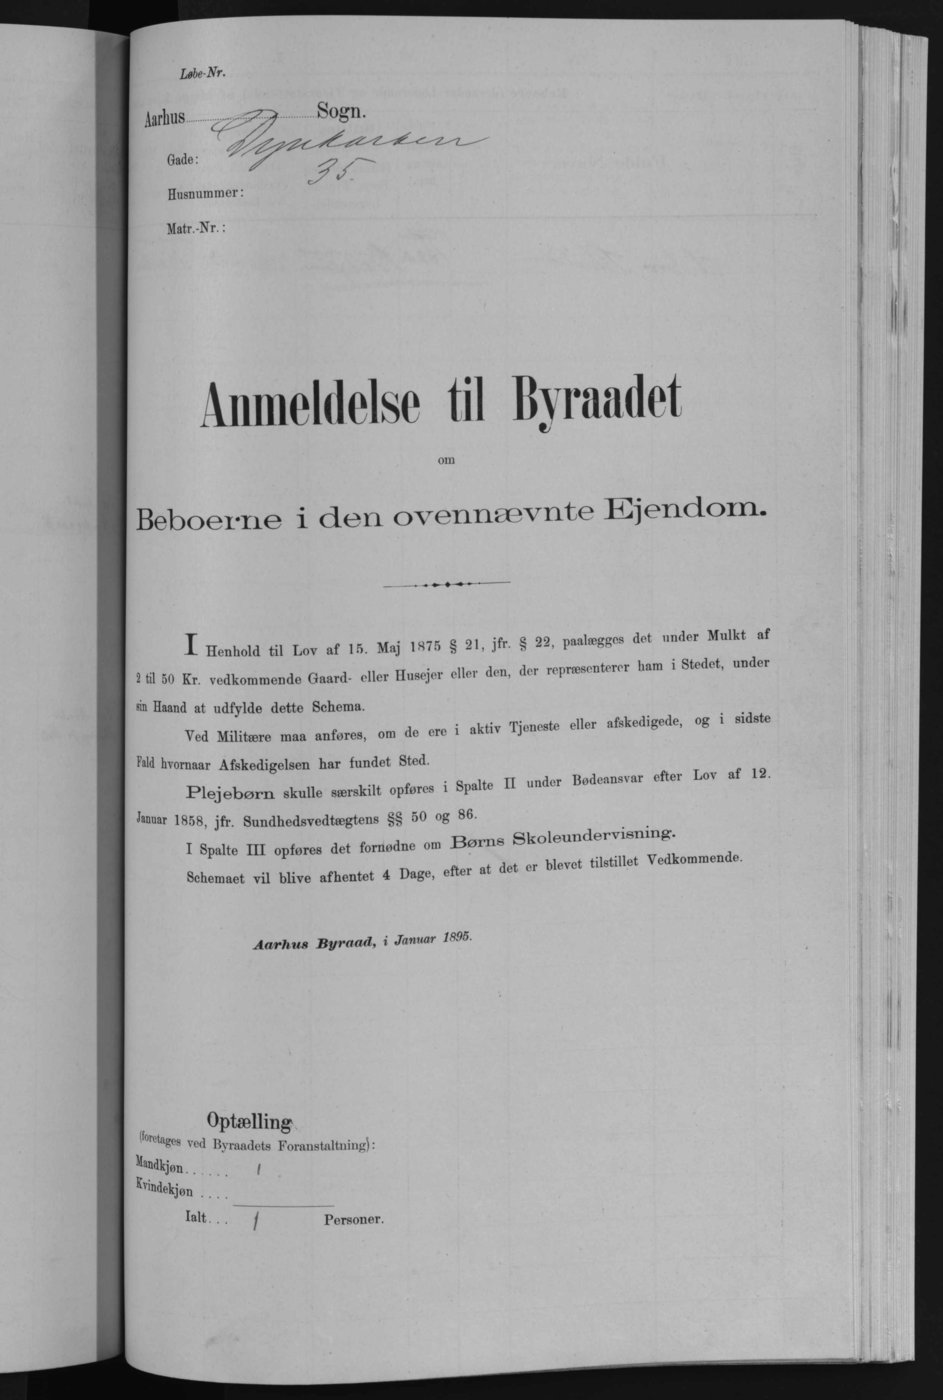 Løbe-Nr.
Aarhus Sogn.
Gade: Dynkarken
Husnummer: 35.
Matr.-Nr.:
Anmeldelse til Byraadet
om
Beboerne i den ovennævnte Ejendom.
I Henhold til Lov af 15. Maj 1875 § 21, jfr. § 22, paalægges det under Mulkt af
2 til 50 Kr. vedkommende Gaard- eller Husejer eller den, der repræsenterer ham i Stedet, under
sin Haand at udfylde dette Schema.
Ved Militære maa anføres, om de ere i aktiv Tjeneste eller afskedigede, og i sidste
Fald hvornaar Afskedigelsen har fundet Sted.
Plejebørn skulle særskilt opføres i Spalte II under Bødeansvar efter Lov af 12.
Januar 1858, jfr. Sundhedsvedtægtens §§ 50 og 86.
I Spalte III opføres det fornødne om Børns Skoleundervisning.
Schemaet vil blive afhentet 4 Dage, efter at det er blevet tilstillet Vedkommende.
Aarhus Byraad, i Januar 1895.
Optælling
(foretages ved Byraadets Foranstaltning):
Mandkjøn...... 1
Kvindekjøn ....
Ialt... 1 Personer.